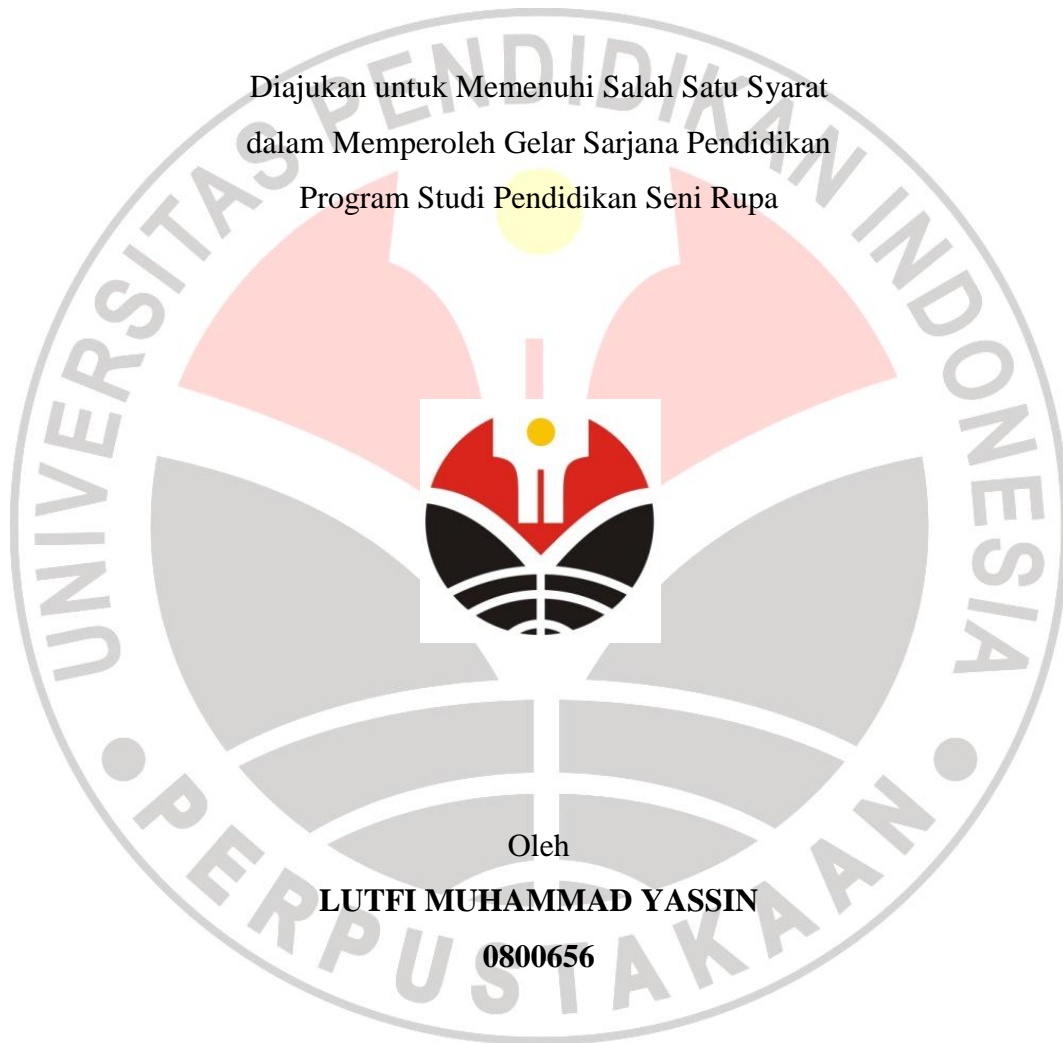 Diajukan untuk Memenuhi Salah Satu Syarat
dalam Memperoleh Gelar Sarjana Pendidikan
Program Studi Pendidikan Seni Rupa
UNIVERSITAS PENDIDIKAN INDONESIA
Oleh
LUTFI MUHAMMAD YASSIN
0800656
PERPUSTAKAAN